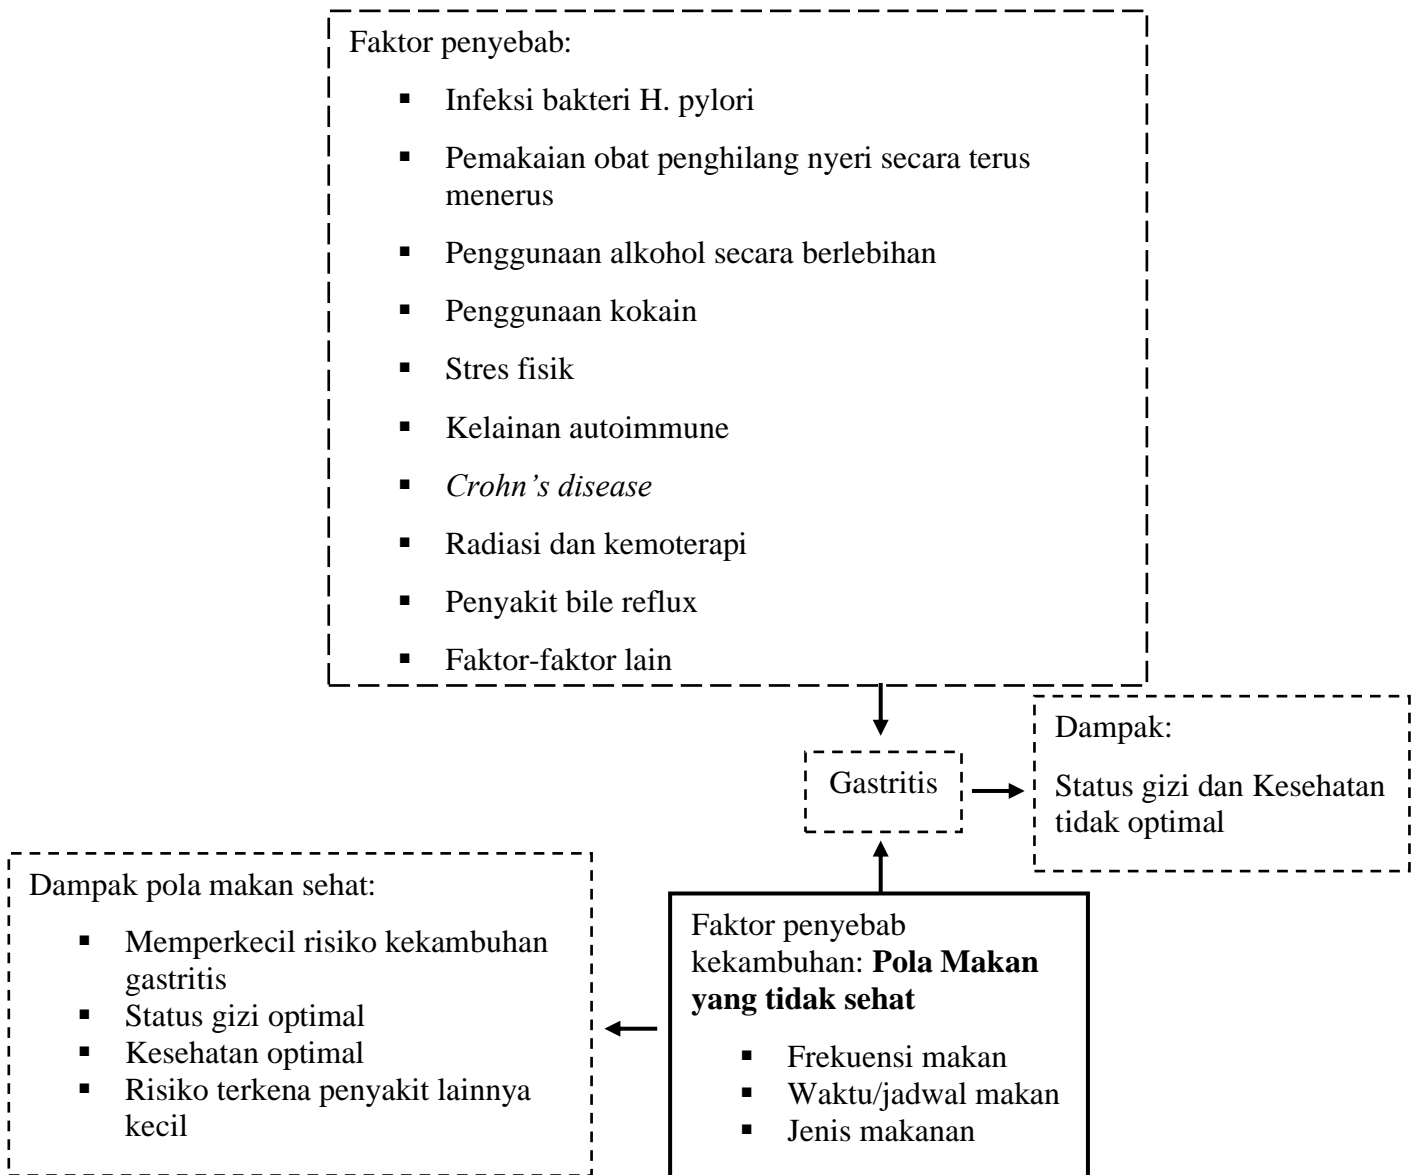 Faktor penyebab:
▪ Infeksi bakteri H. pylori
▪ Pemakaian obat penghilang nyeri secara terus
menerus
▪ Penggunaan alkohol secara berlebihan
▪ Penggunaan kokain
▪ Stres fisik
▪ Kelainan autoimmune
▪ Crohn’s disease
▪ Radiasi dan kemoterapi
▪ Penyakit bile reflux
▪ Faktor-faktor lain
Gastritis
Dampak:
Status gizi dan Kesehatan
tidak optimal
Dampak pola makan sehat:
▪ Memperkecil risiko kekambuhan
gastritis
▪ Status gizi optimal
▪ Kesehatan optimal
▪ Risiko terkena penyakit lainnya
kecil
Faktor penyebab
kekambuhan: Pola Makan
yang tidak sehat
▪ Frekuensi makan
▪ Waktu/jadwal makan
▪ Jenis makanan